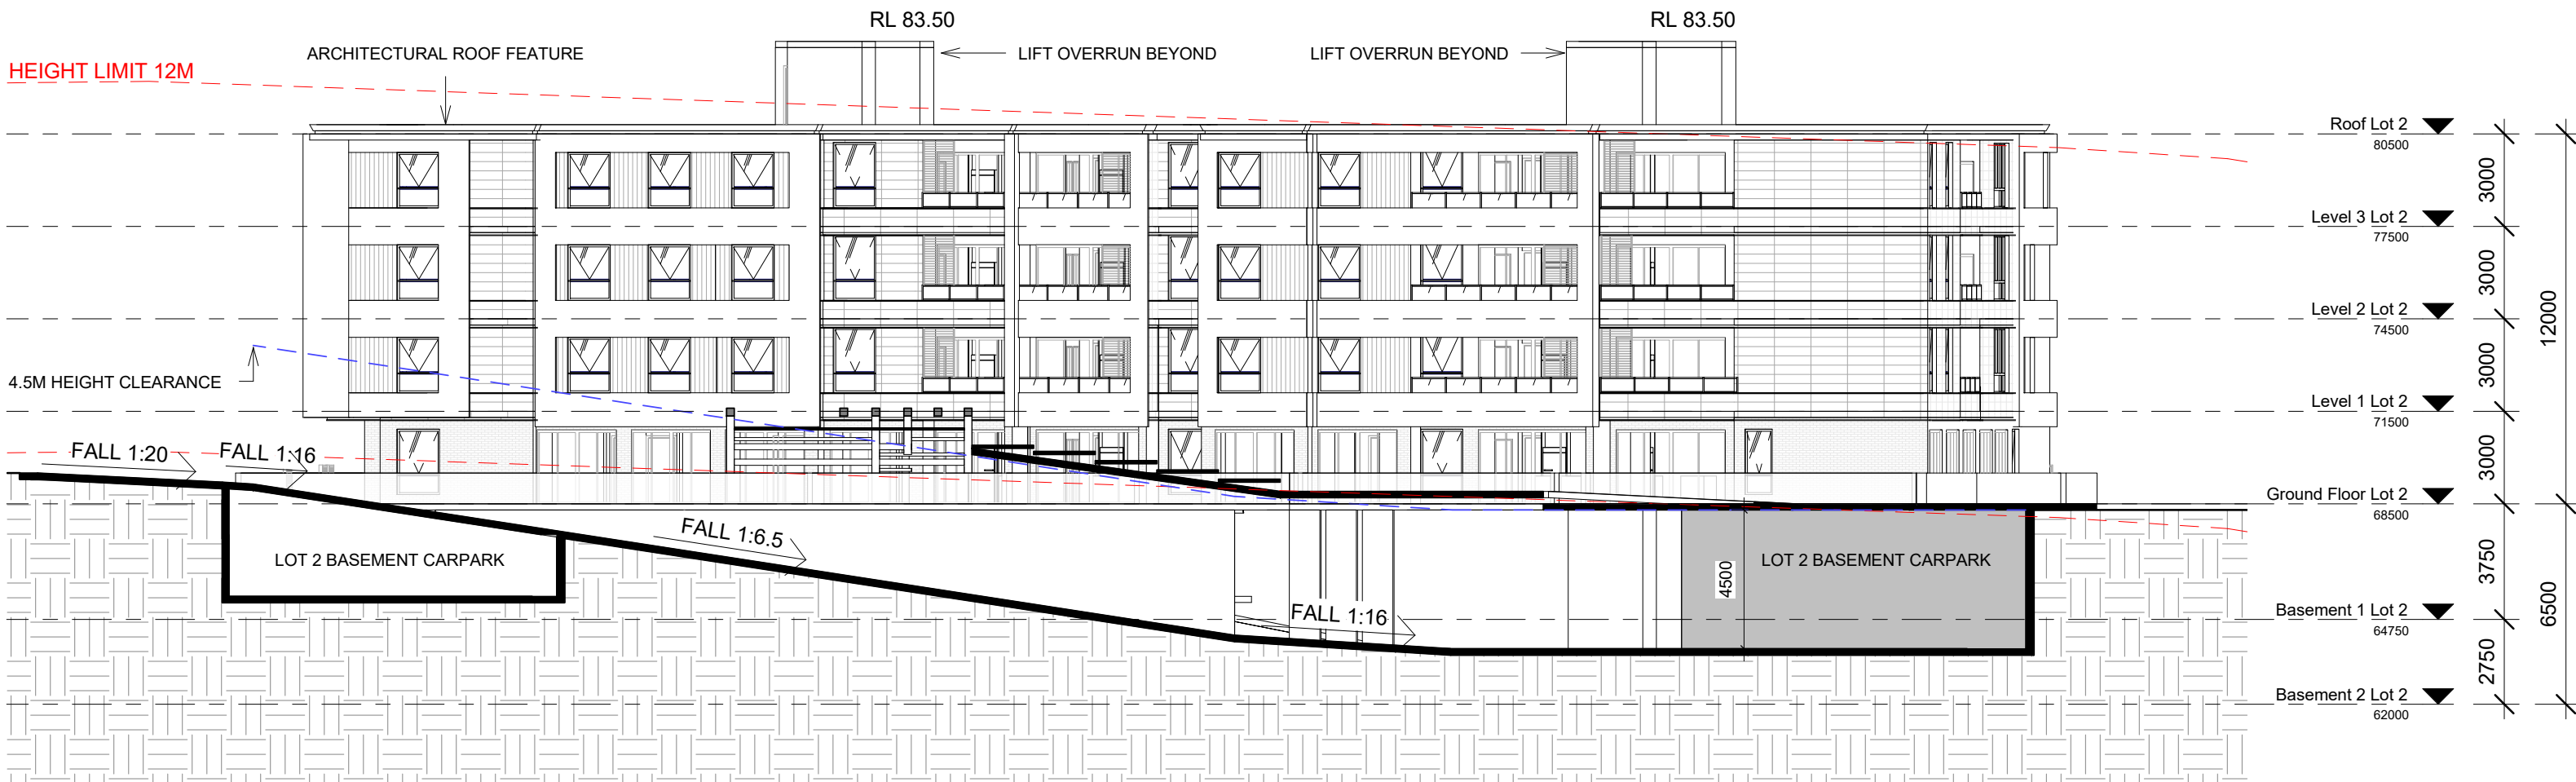 RL 83.50
RL 83.50
ARCHITECTURAL ROOF FEATURE
LIFT OVERRUN BEYOND
LIFT OVERRUN BEYOND
HEIGHT LIMIT 12M
Roof Lot 2
80500
3000
Level 3 Lot 2
77500
3000
Level 2 Lot 2
74500
12000
4.5M HEIGHT CLEARANCE
3000
Level 1 Lot 2
71500
FALL 1:20
FALL 1:16
3000
Ground Floor Lot 2
68500
FALL 1:6.5
LOT 2 BASEMENT CARPARK
4500
LOT 2 BASEMENT CARPARK
3750
FALL 1:16
Basement 1 Lot 2
64750
6500
2750
Basement 2 Lot 2
62000